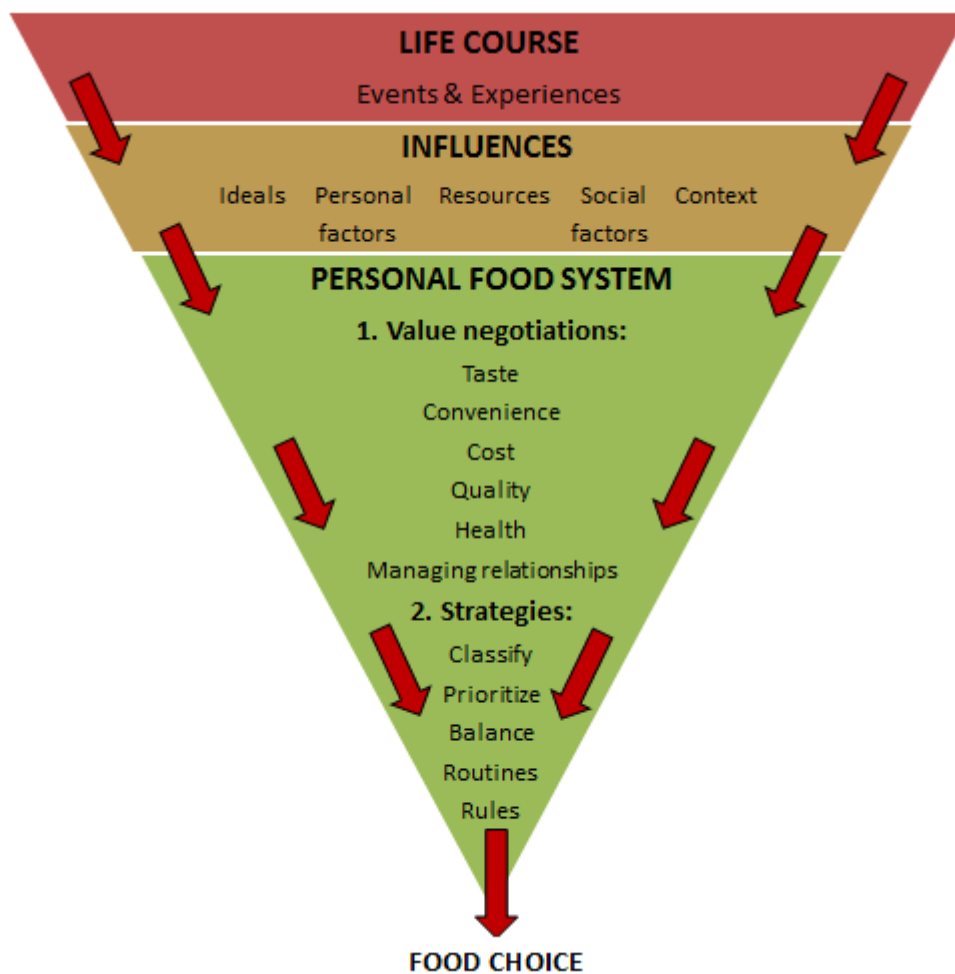 LIFE COURSE
Events & Experiences
INFLUENCES
Ideals Personal Resources Social Context
factors factors
PERSONAL FOOD SYSTEM
1. Value negotiations:
Taste
Convenience
Cost
Quality
Health
Managing relationships
2. Strategies:
Classify
Prioritize
Balance
Routines
Rules
FOOD CHOICE